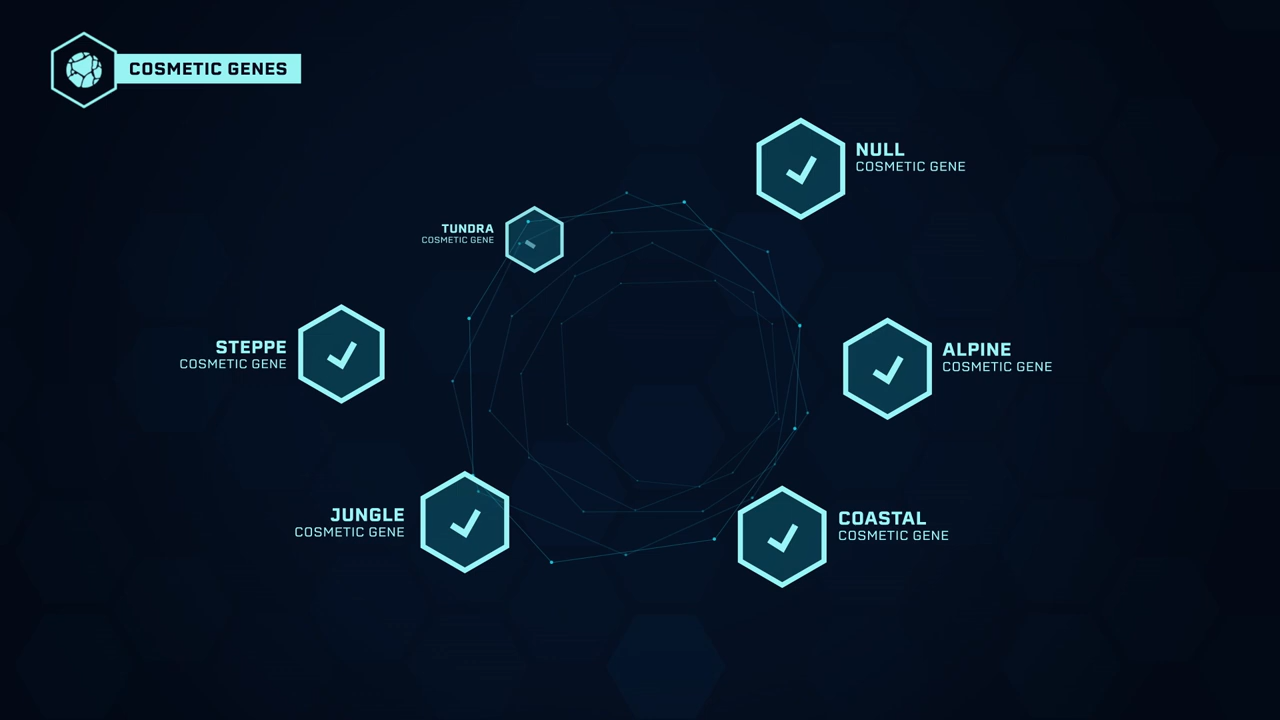 COSMETIC GENES
NULL
COSMETIC GENE
TUNDRA
COSMETIC GENE
STEPPE
COSMETIC GENE
ALPINE
COSMETIC GENE
JUNGLE
COSMETIC GENE
COASTAL
COSMETIC GENE